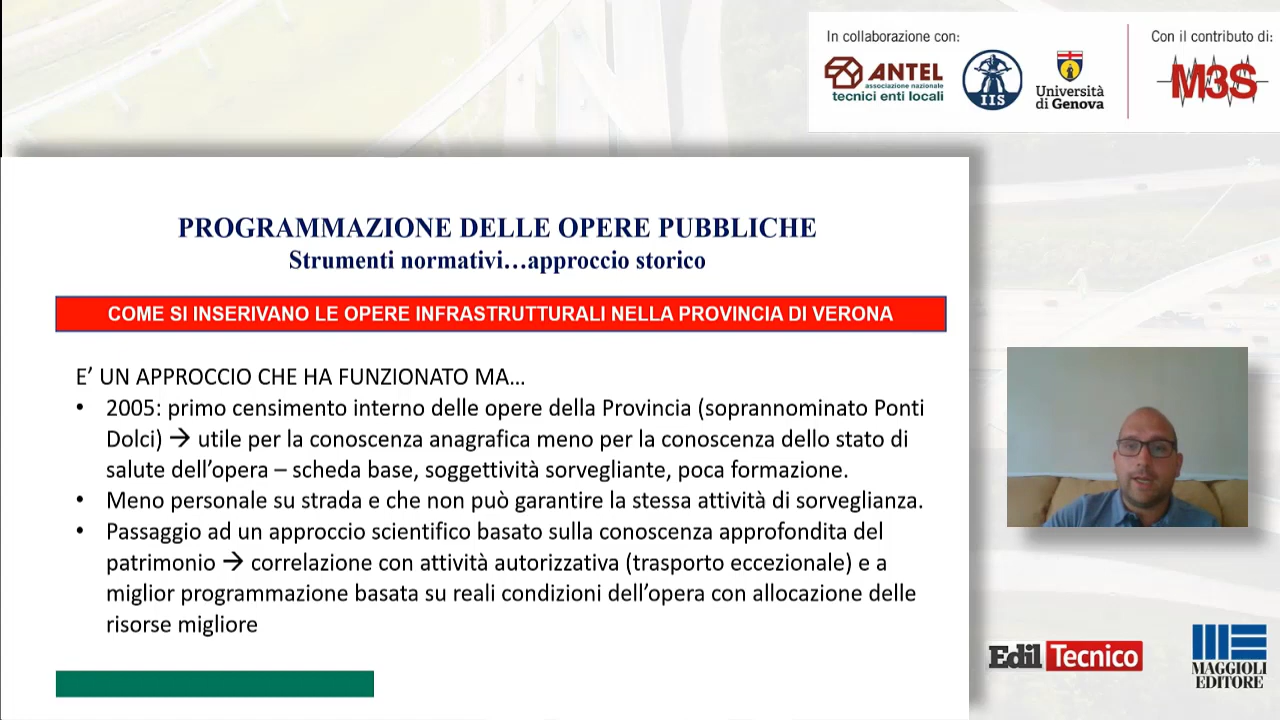 In collaborazione con:
Con il contributo di:
ANTEL
associazione nazionale
tecnici enti locali
IIS
Università
di Genova
M3S
PROGRAMMAZIONE DELLE OPERE PUBBLICHE
Strumenti normativi…approccio storico
COME SI INSERIVANO LE OPERE INFRASTRUTTURALI NELLA PROVINCIA DI VERONA
E’ UN APPROCCIO CHE HA FUNZIONATO MA…
• 2005: primo censimento interno delle opere della Provincia (soprannominato Ponti
Dolci) → utile per la conoscenza anagrafica meno per la conoscenza dello stato di
salute dell’opera – scheda base, soggettività sorvegliante, poca formazione.
• Meno personale su strada e che non può garantire la stessa attività di sorveglianza.
• Passaggio ad un approccio scientifico basato sulla conoscenza approfondita del
patrimonio → correlazione con attività autorizzativa (trasporto eccezionale) e a
miglior programmazione basata su reali condizioni dell’opera con allocazione delle
risorse migliore
Edil Tecnico
MAGGIOLI
EDITORE